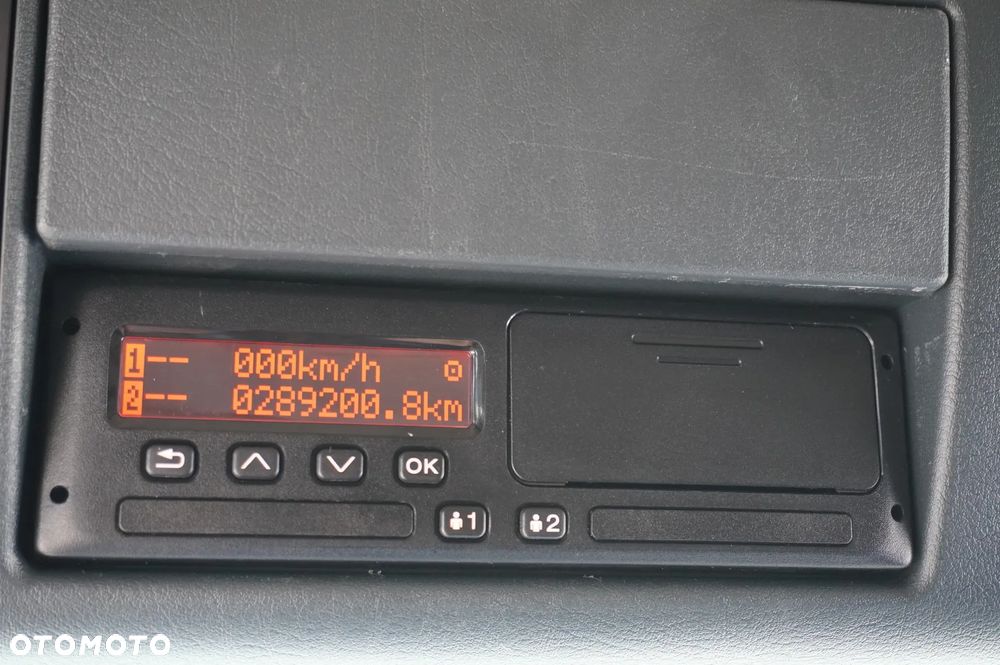 1-- 000km/h
2-- 0289200.8km
OK
1 2
OTOMOTO